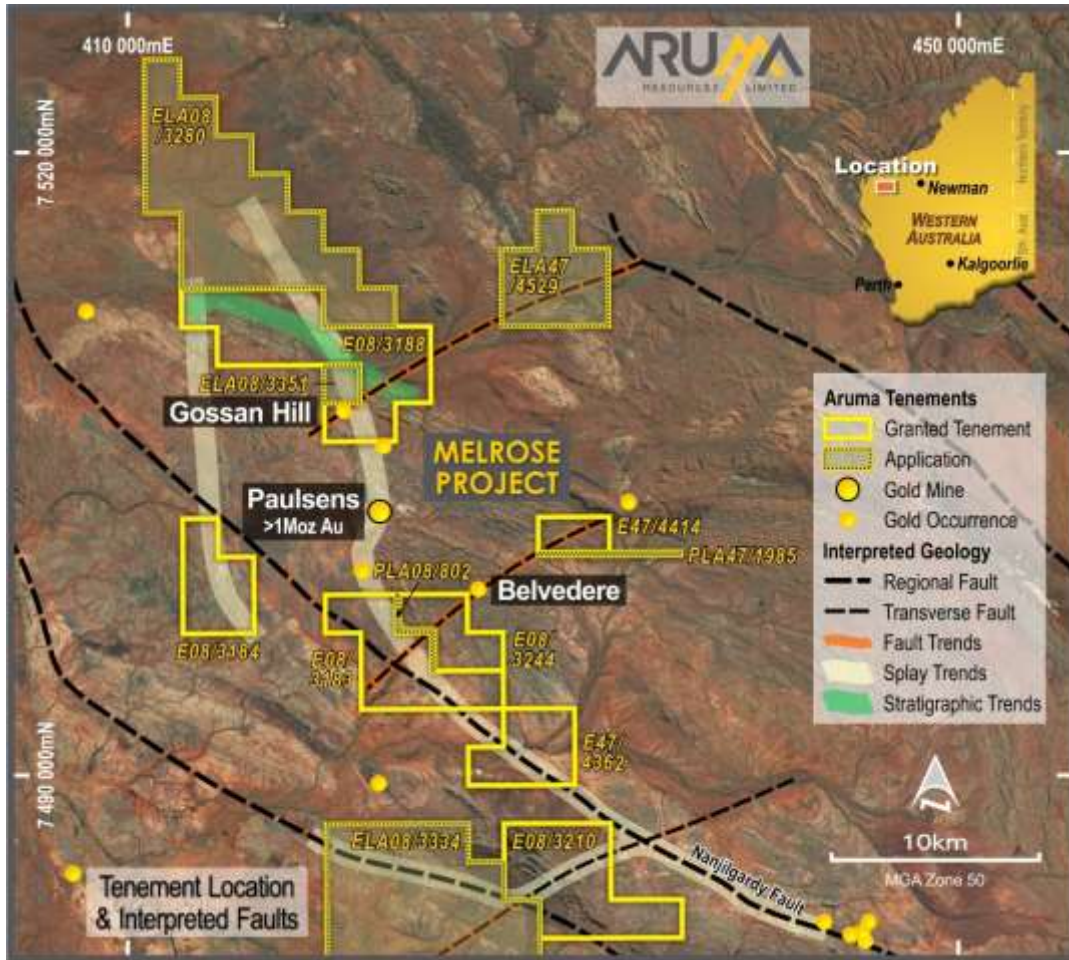 410 000mE
450 000mE
ARUMA
RESOURCES LIMITED
7 520 000mN
7 490 000mN
ELA08
/3280
ELA47
/4529
E08/3188
ELA08/3351
Gossan Hill
MELROSE
PROJECT
Paulsens
>1Moz Au
E47/4414
PLA47/1985
PLA08/802
Belvedere
E08/3184
E08/
3183
E08/
3244
E47/
4362
ELA08/3334
E08/3210
Nanjilgardy Fault
Tenement Location
& Interpreted Faults
Location
Newman
WESTERN
AUSTRALIA
Kalgoorlie
Perth
Aruma Tenements
Granted Tenement
Application
Gold Mine
Gold Occurrence
Interpreted Geology
Regional Fault
Transverse Fault
Fault Trends
Splay Trends
Stratigraphic Trends
N
10km
MGA Zone 50